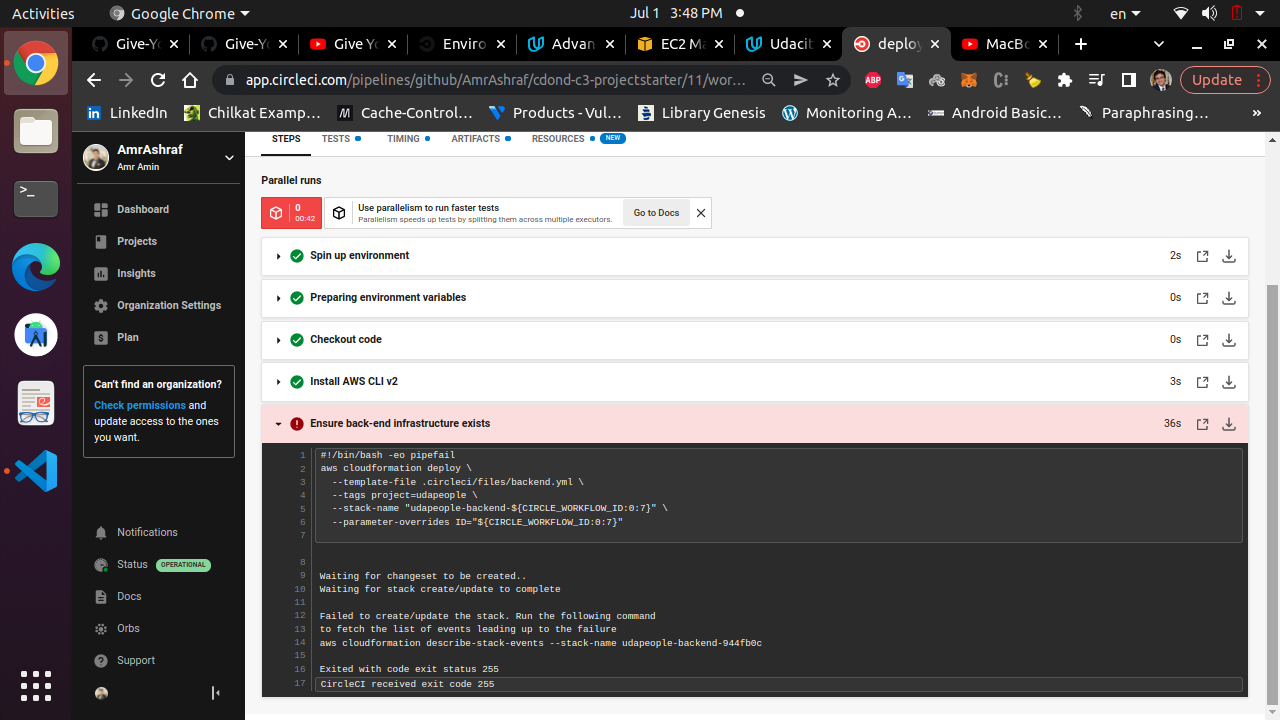 Activities
Google Chrome
Jul 1 3:48 PM
en
Give-Yo
Give-Yo
Give Yo
Enviro
Advan
EC2 Ma
Udacit
deploy
MacBo
app.circleci.com/pipelines/github/AmrAshraf/cdond-c3-projectstarter/11/wor…
ABP
Update
LinkedIn
Chilkat Examp…
Cache-Control…
Products - Vul…
Library Genesis
Monitoring A…
Android Basic…
Paraphrasing…
»
AmrAshraf
Amr Amin
Dashboard
Projects
Insights
Organization Settings
Plan
Can't find an organization?
Check permissions and
update access to the ones
you want.
Notifications
Status OPERATIONAL
Docs
Orbs
Support
STEPS
TESTS
TIMING
ARTIFACTS
RESOURCES
NEW
Parallel runs
0
00:42
Use parallelism to run faster tests
Parallelism speeds up tests by splitting them across multiple executors.
Go to Docs
Spin up environment 2s
Preparing environment variables 0s
Checkout code 0s
Install AWS CLI v2 3s
Ensure back-end infrastructure exists 36s
1 #!/bin/bash -eo pipefail
2 aws cloudformation deploy \
3 --template-file .circleci/files/backend.yml \
4 --tags project=udapeople \
5 --stack-name "udapeople-backend-${CIRCLE_WORKFLOW_ID:0:7}" \
6 --parameter-overrides ID="${CIRCLE_WORKFLOW_ID:0:7}"
7
8
9 Waiting for changeset to be created..
10 Waiting for stack create/update to complete
11
12 Failed to create/update the stack. Run the following command
13 to fetch the list of events leading up to the failure
14 aws cloudformation describe-stack-events --stack-name udapeople-backend-944fb0c
15
16 Exited with code exit status 255
17 CircleCI received exit code 255